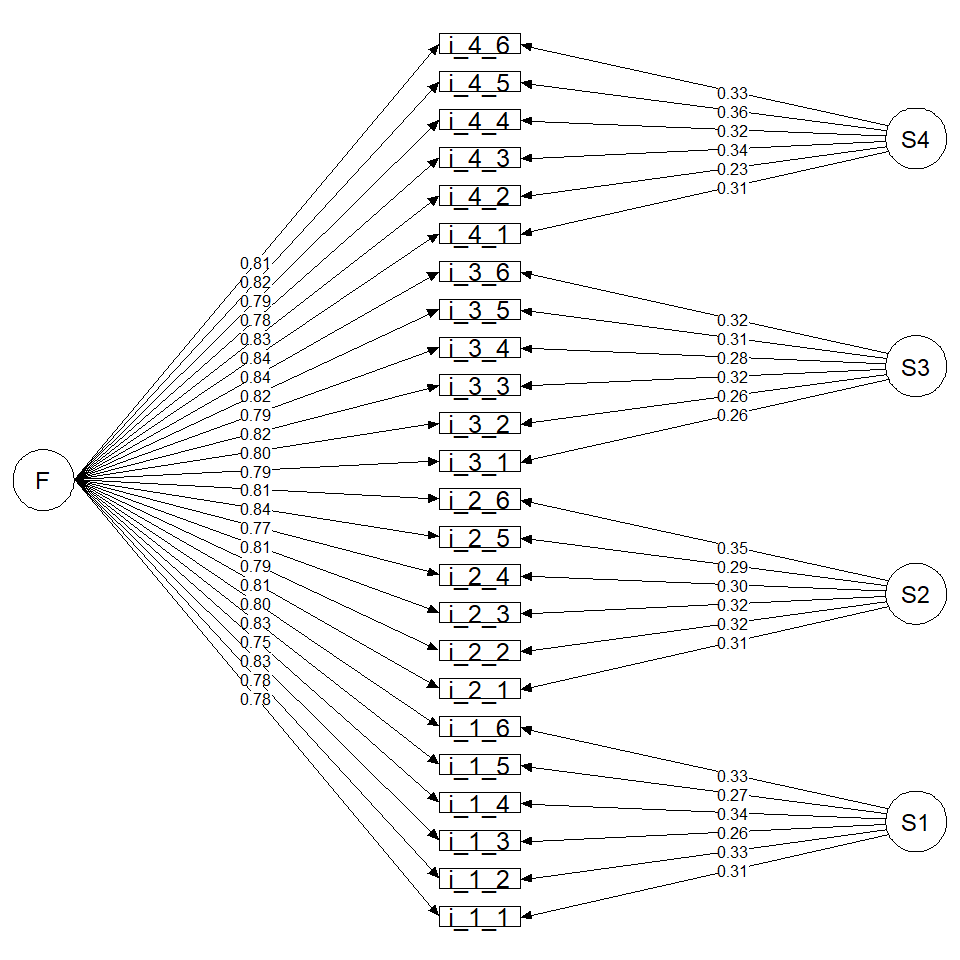 i_4_6
i_4_5
i_4_4
i_4_3
i_4_2
i_4_1
i_3_6
i_3_5
i_3_4
i_3_3
i_3_2
i_3_1
i_2_6
i_2_5
i_2_4
i_2_3
i_2_2
i_2_1
i_1_6
i_1_5
i_1_4
i_1_3
i_1_2
i_1_1
F
0.81
0.82
0.79
0.78
0.83
0.84
0.84
0.82
0.79
0.82
0.80
0.79
0.81
0.84
0.77
0.81
0.79
0.81
0.80
0.83
0.75
0.83
0.78
0.78
0.33
0.36
0.32
0.34
0.23
0.31
S4
0.32
0.31
0.28
0.32
0.26
0.26
S3
0.35
0.29
0.30
0.32
0.32
0.31
S2
0.33
0.27
0.34
0.26
0.33
0.31
S1